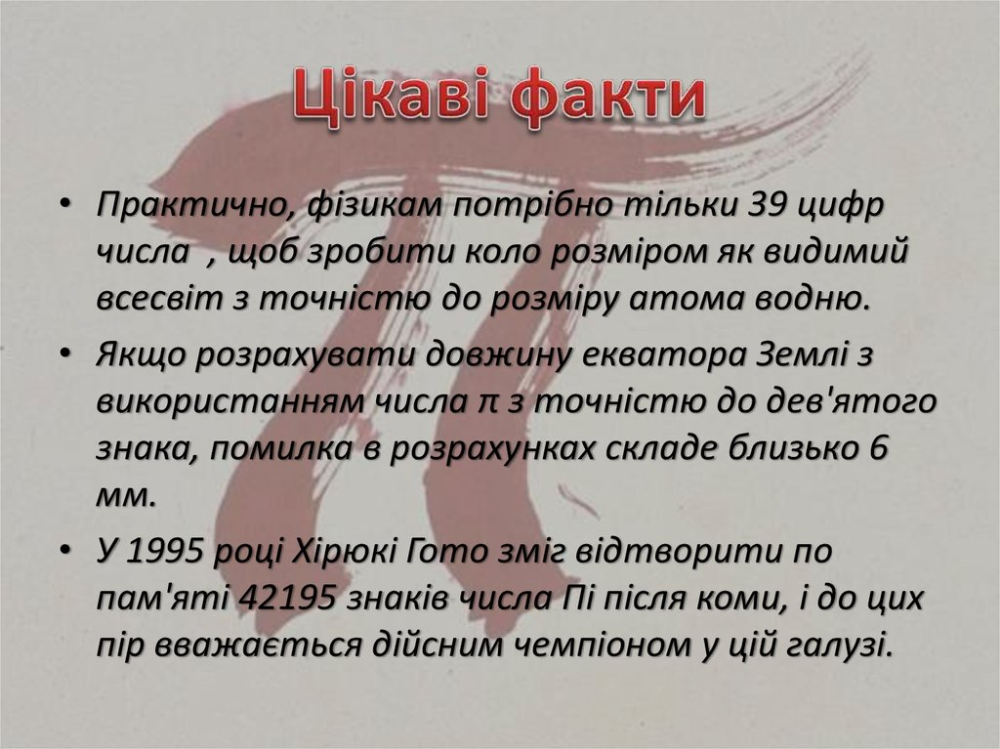 Цікаві факти
• Практично, фізикам потрібно тільки 39 цифр
числа , щоб зробити коло розміром як видимий
всесвіт з точністю до розміру атома водню.
• Якщо розрахувати довжину екватора Землі з
використанням числа π з точністю до дев'ятого
знака, помилка в розрахунках складе близько 6
мм.
• У 1995 році Хірюкі Гото зміг відтворити по
пам'яті 42195 знаків числа Пі після коми, і до цих
пір вважається дійсним чемпіоном у цій галузі.